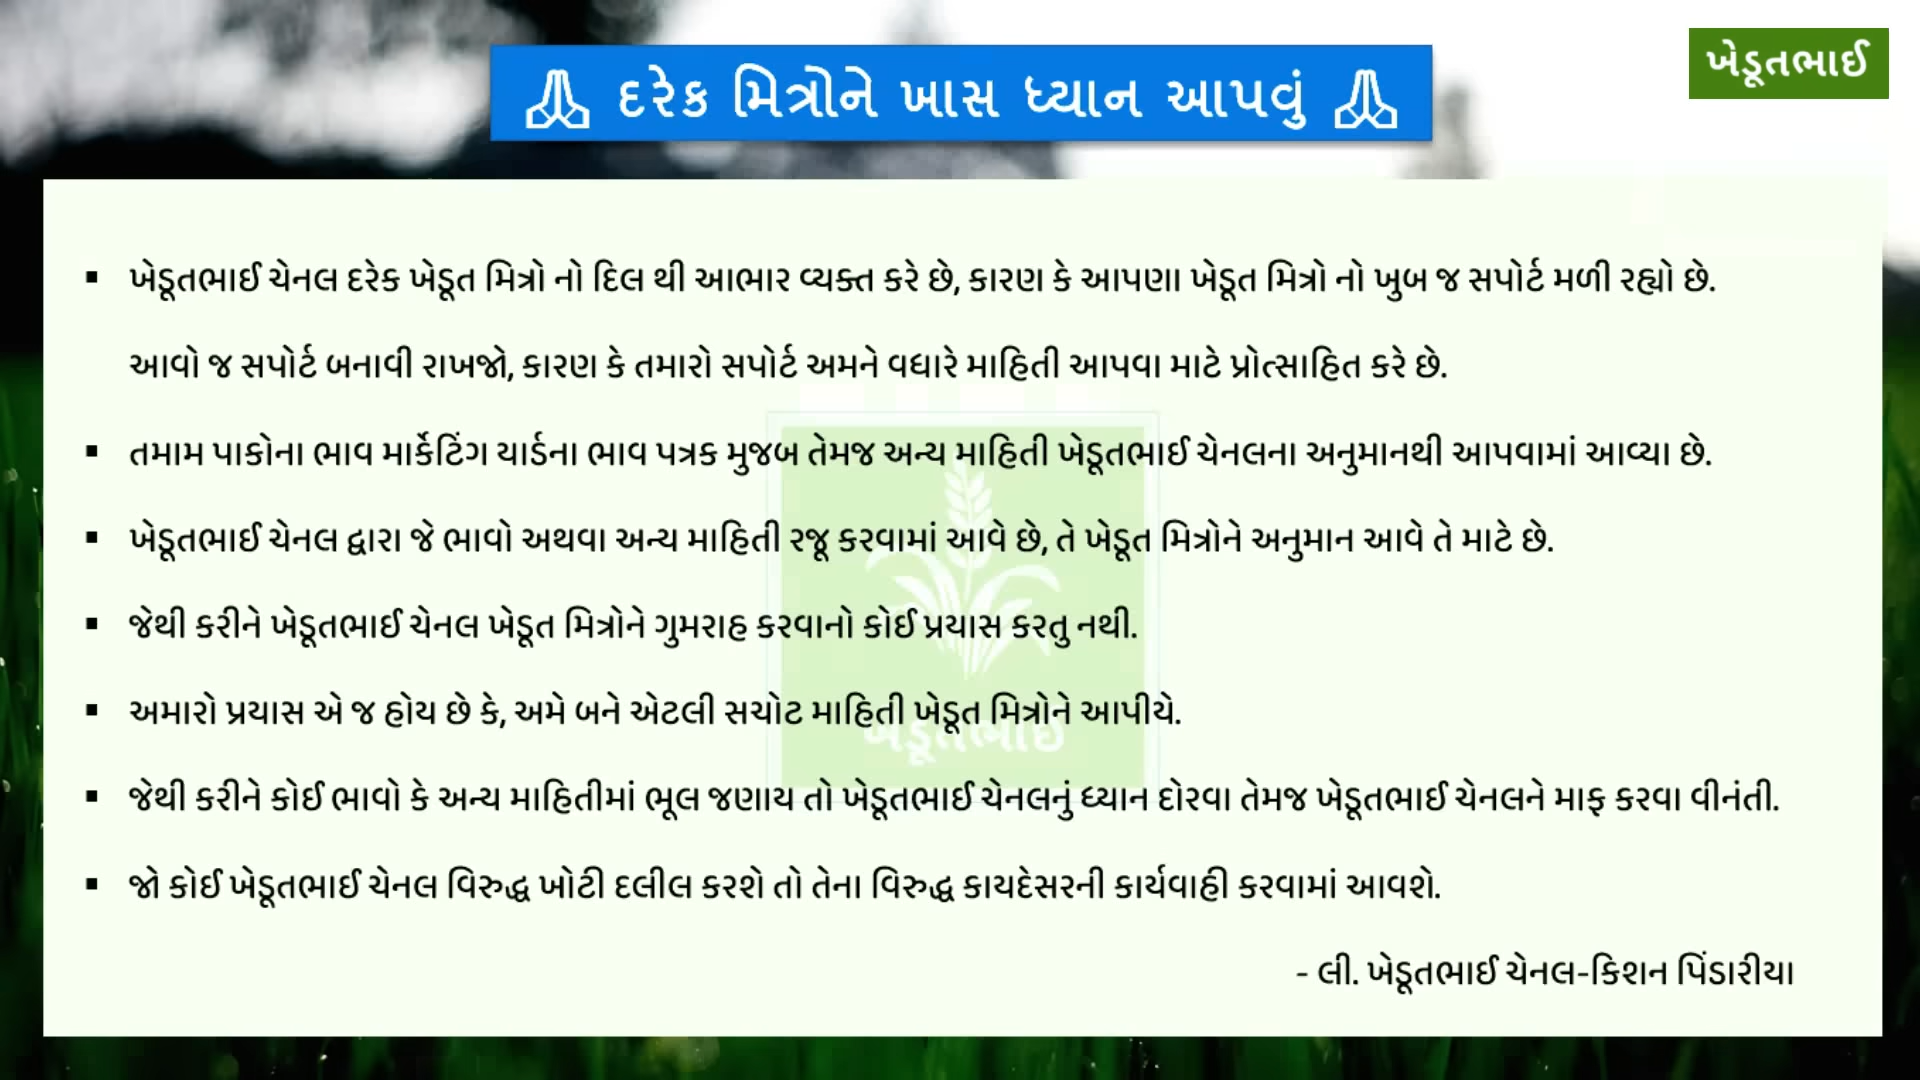 ખેડૂતભાઈ
🙏 દરેક મિત્રોને ખાસ ધ્યાન આપવું 🙏
▪ ખેડૂતભાઈ ચેનલ દરેક ખેડૂત મિત્રો નો દિલ થી આભાર વ્યક્ત કરે છે, કારણ કે આપણા ખેડૂત મિત્રો નો ખુબ જ સપોર્ટ મળી રહ્યો છે.
આવો જ સપોર્ટ બનાવી રાખજો, કારણ કે તમારો સપોર્ટ અમને વધારે માહિતી આપવા માટે પ્રોત્સાહિત કરે છે.
▪ તમામ પાકોના ભાવ માર્કેટિંગ યાર્ડના ભાવ પત્રક મુજબ તેમજ અન્ય માહિતી ખેડૂતભાઈ ચેનલના અનુમાનથી આપવામાં આવ્યા છે.
▪ ખેડૂતભાઈ ચેનલ દ્વારા જે ભાવો અથવા અન્ય માહિતી રજૂ કરવામાં આવે છે, તે ખેડૂત મિત્રોને અનુમાન આવે તે માટે છે.
▪ જેથી કરીને ખેડૂતભાઈ ચેનલ ખેડૂત મિત્રોને ગુમરાહ કરવાનો કોઈ પ્રયાસ કરતુ નથી.
▪ અમારો પ્રયાસ એ જ હોય છે કે, અમે બને એટલી સચોટ માહિતી ખેડૂત મિત્રોને આપીયે.
ખેડૂતભાઈ
▪ જેથી કરીને કોઈ ભાવો કે અન્ય માહિતીમાં ભૂલ જણાય તો ખેડૂતભાઈ ચેનલનું ધ્યાન દોરવા તેમજ ખેડૂતભાઈ ચેનલને માફ કરવા વીનંતી.
▪ જો કોઈ ખેડૂતભાઈ ચેનલ વિરુદ્ધ ખોટી દલીલ કરશે તો તેના વિરુદ્ધ કાયદેસરની કાર્યવાહી કરવામાં આવશે.
- લી. ખેડૂતભાઈ ચેનલ-કિશન પિંડારીયા